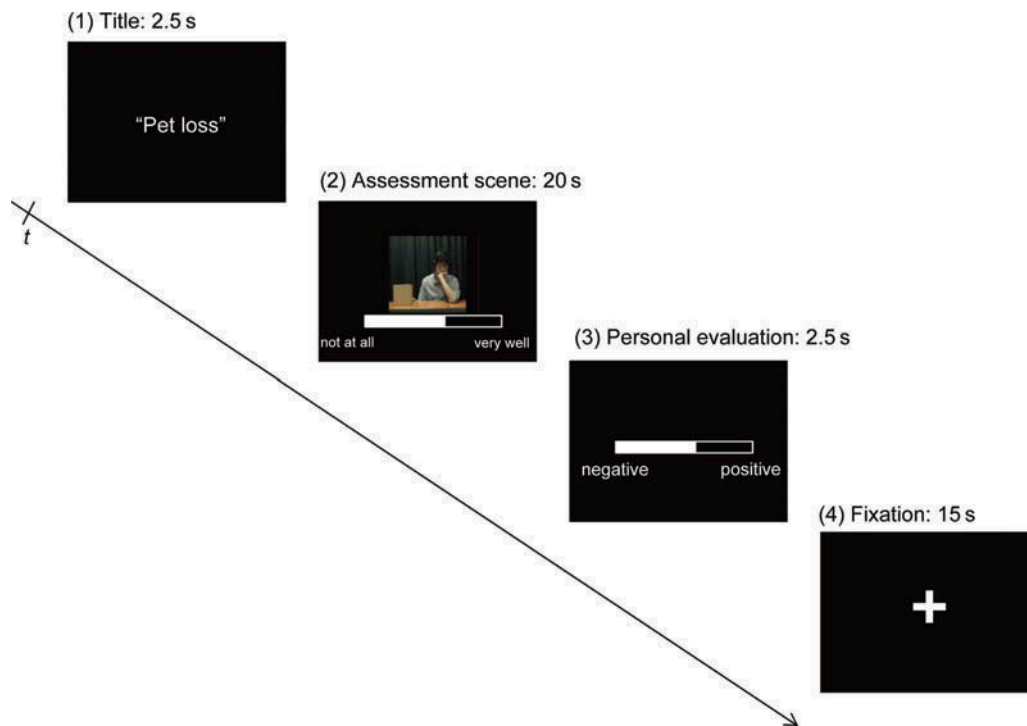 (1) Title: 2.5 s
“Pet loss”
t
(2) Assessment scene: 20 s
not at all very well
(3) Personal evaluation: 2.5 s
negative positive
(4) Fixation: 15 s